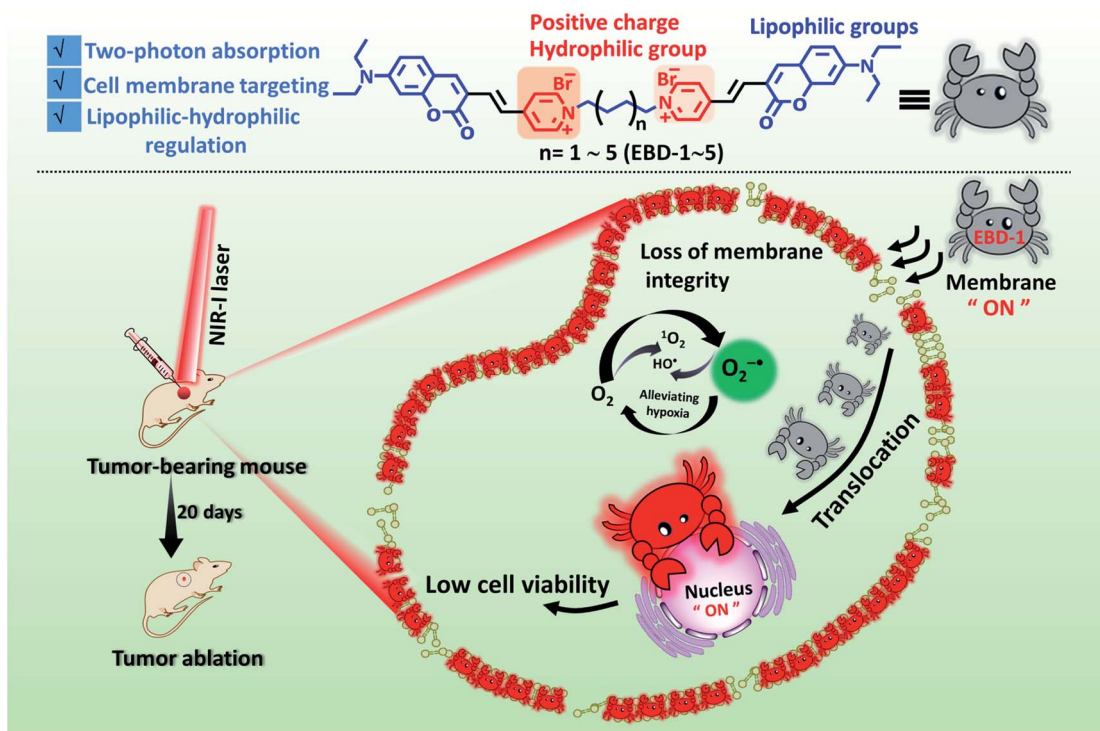 √ Two-photon absorption
√ Cell membrane targeting
√ Lipophilic-hydrophilic
regulation
Positive charge
Hydrophilic group
Lipophilic groups
N
O
O
Br⁻
N⁺
n
Br⁻
N⁺
O
O
N
n= 1 ~ 5 (EBD-1~5)
NIR-I laser
Tumor-bearing mouse
20 days
Tumor ablation
Loss of membrane
integrity
¹O₂
HO•
O₂
O₂⁻•
Alleviating
hypoxia
EBD-1
Membrane
“ ON ”
Translocation
Nucleus
“ ON ”
Low cell viability